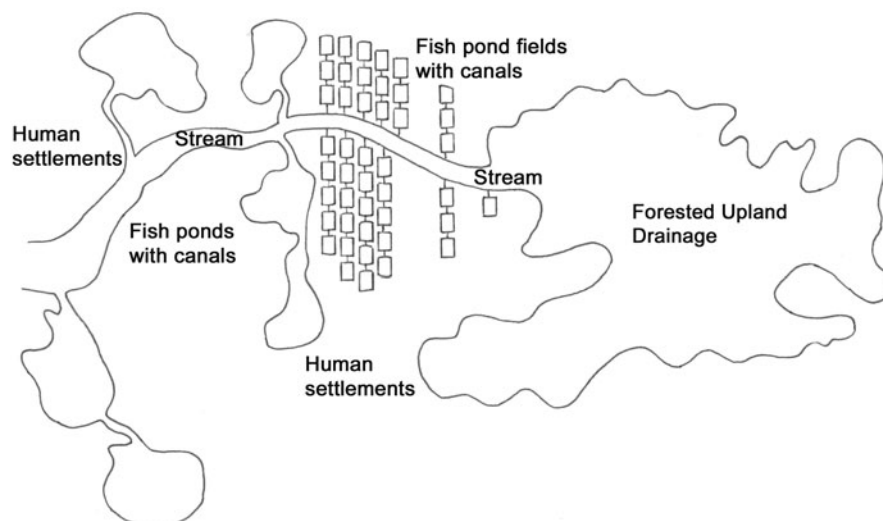 Fish pond fields
with canals
Human
settlements
Stream
Stream
Fish ponds
with canals
Forested Upland
Drainage
Human
settlements